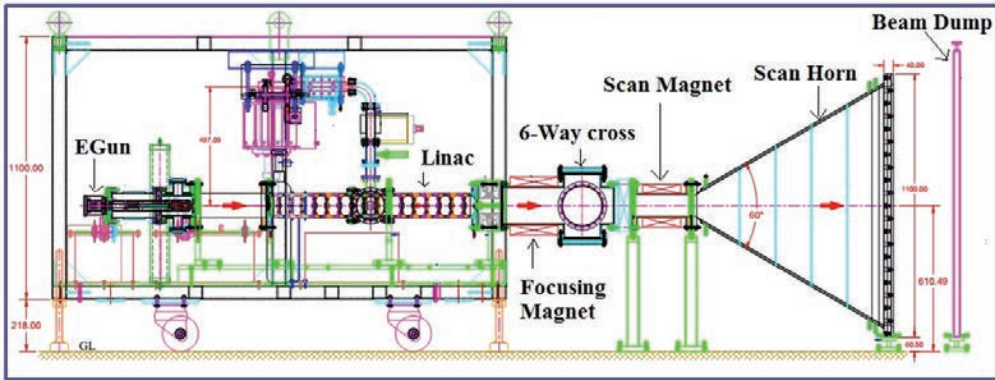 Beam Dump
40.00
Scan Horn
Scan Magnet
6-Way cross
EGun
Linac
497.09
1100.00
1100.00
60°
610.49
Focusing
Magnet
218.00
GL
60.50